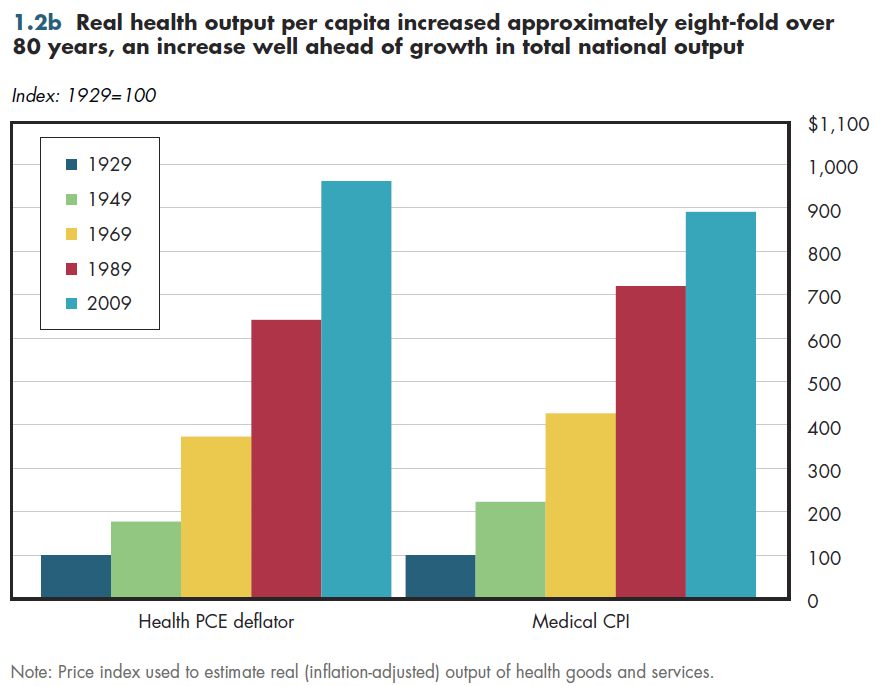 1.2b Real health output per capita increased approximately eight-fold over
80 years, an increase well ahead of growth in total national output
Index: 1929=100
1929
1949
1969
1989
2009
$1,100
1,000
900
800
700
600
500
400
300
200
100
0
Health PCE deflator
Medical CPI
Note: Price index used to estimate real (inflation-adjusted) output of health goods and services.